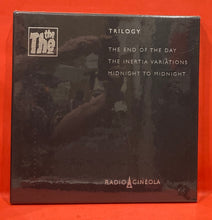 the The
TRILOGY
THE END OF THE DAY
THE INERTIA VARIATIONS
MIDNIGHT TO MIDNIGHT
RADIO CINEOLA